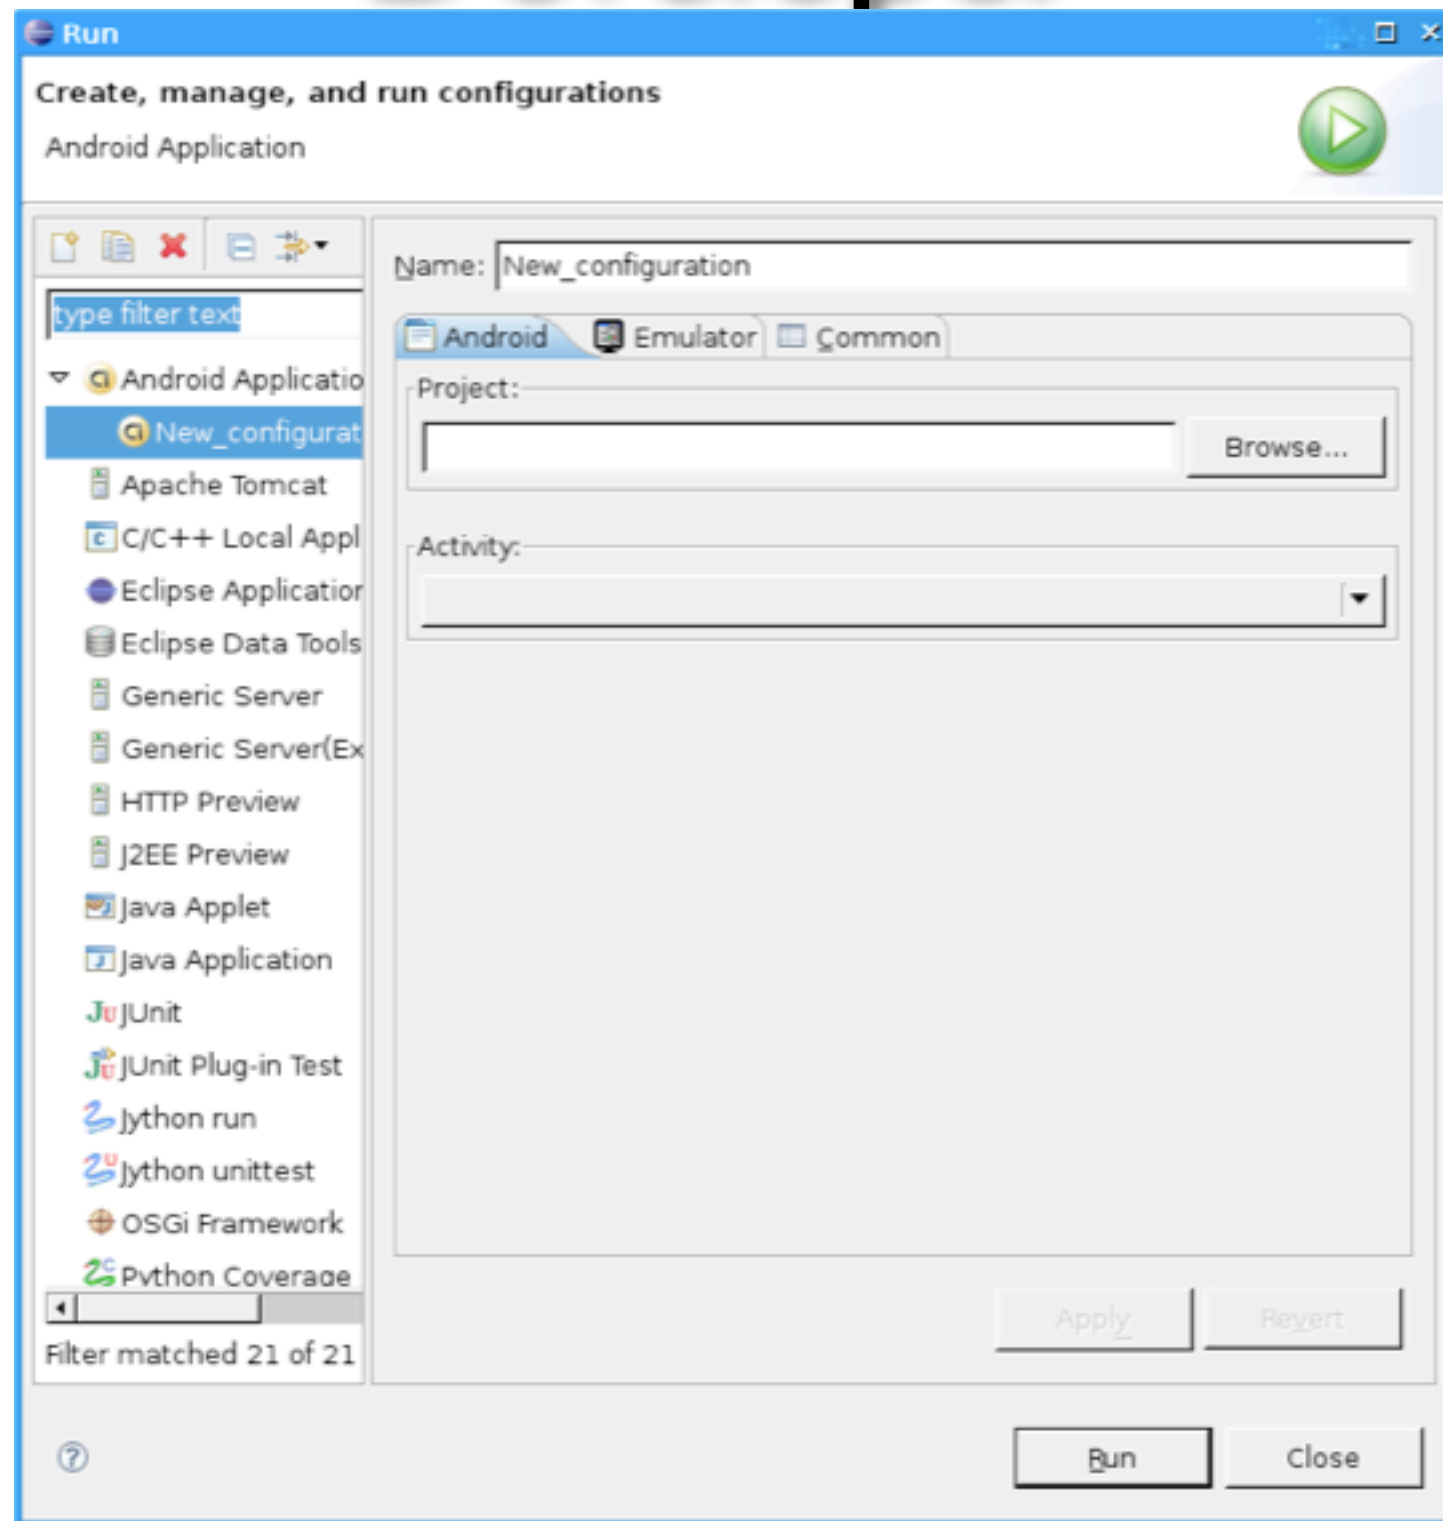 Run
Create, manage, and run configurations
Android Application
type filter text
Android Applicatio
New_configurat
Apache Tomcat
C/C++ Local Appl
Eclipse Application
Eclipse Data Tools
Generic Server
Generic Server(Ex
HTTP Preview
J2EE Preview
Java Applet
Java Application
JUnit
JUnit Plug-in Test
Jython run
Jython unittest
OSGi Framework
Python Coverage
Filter matched 21 of 21
Name: New_configuration
Android Emulator Common
Project:
Browse...
Activity:
Apply Revert
Run Close